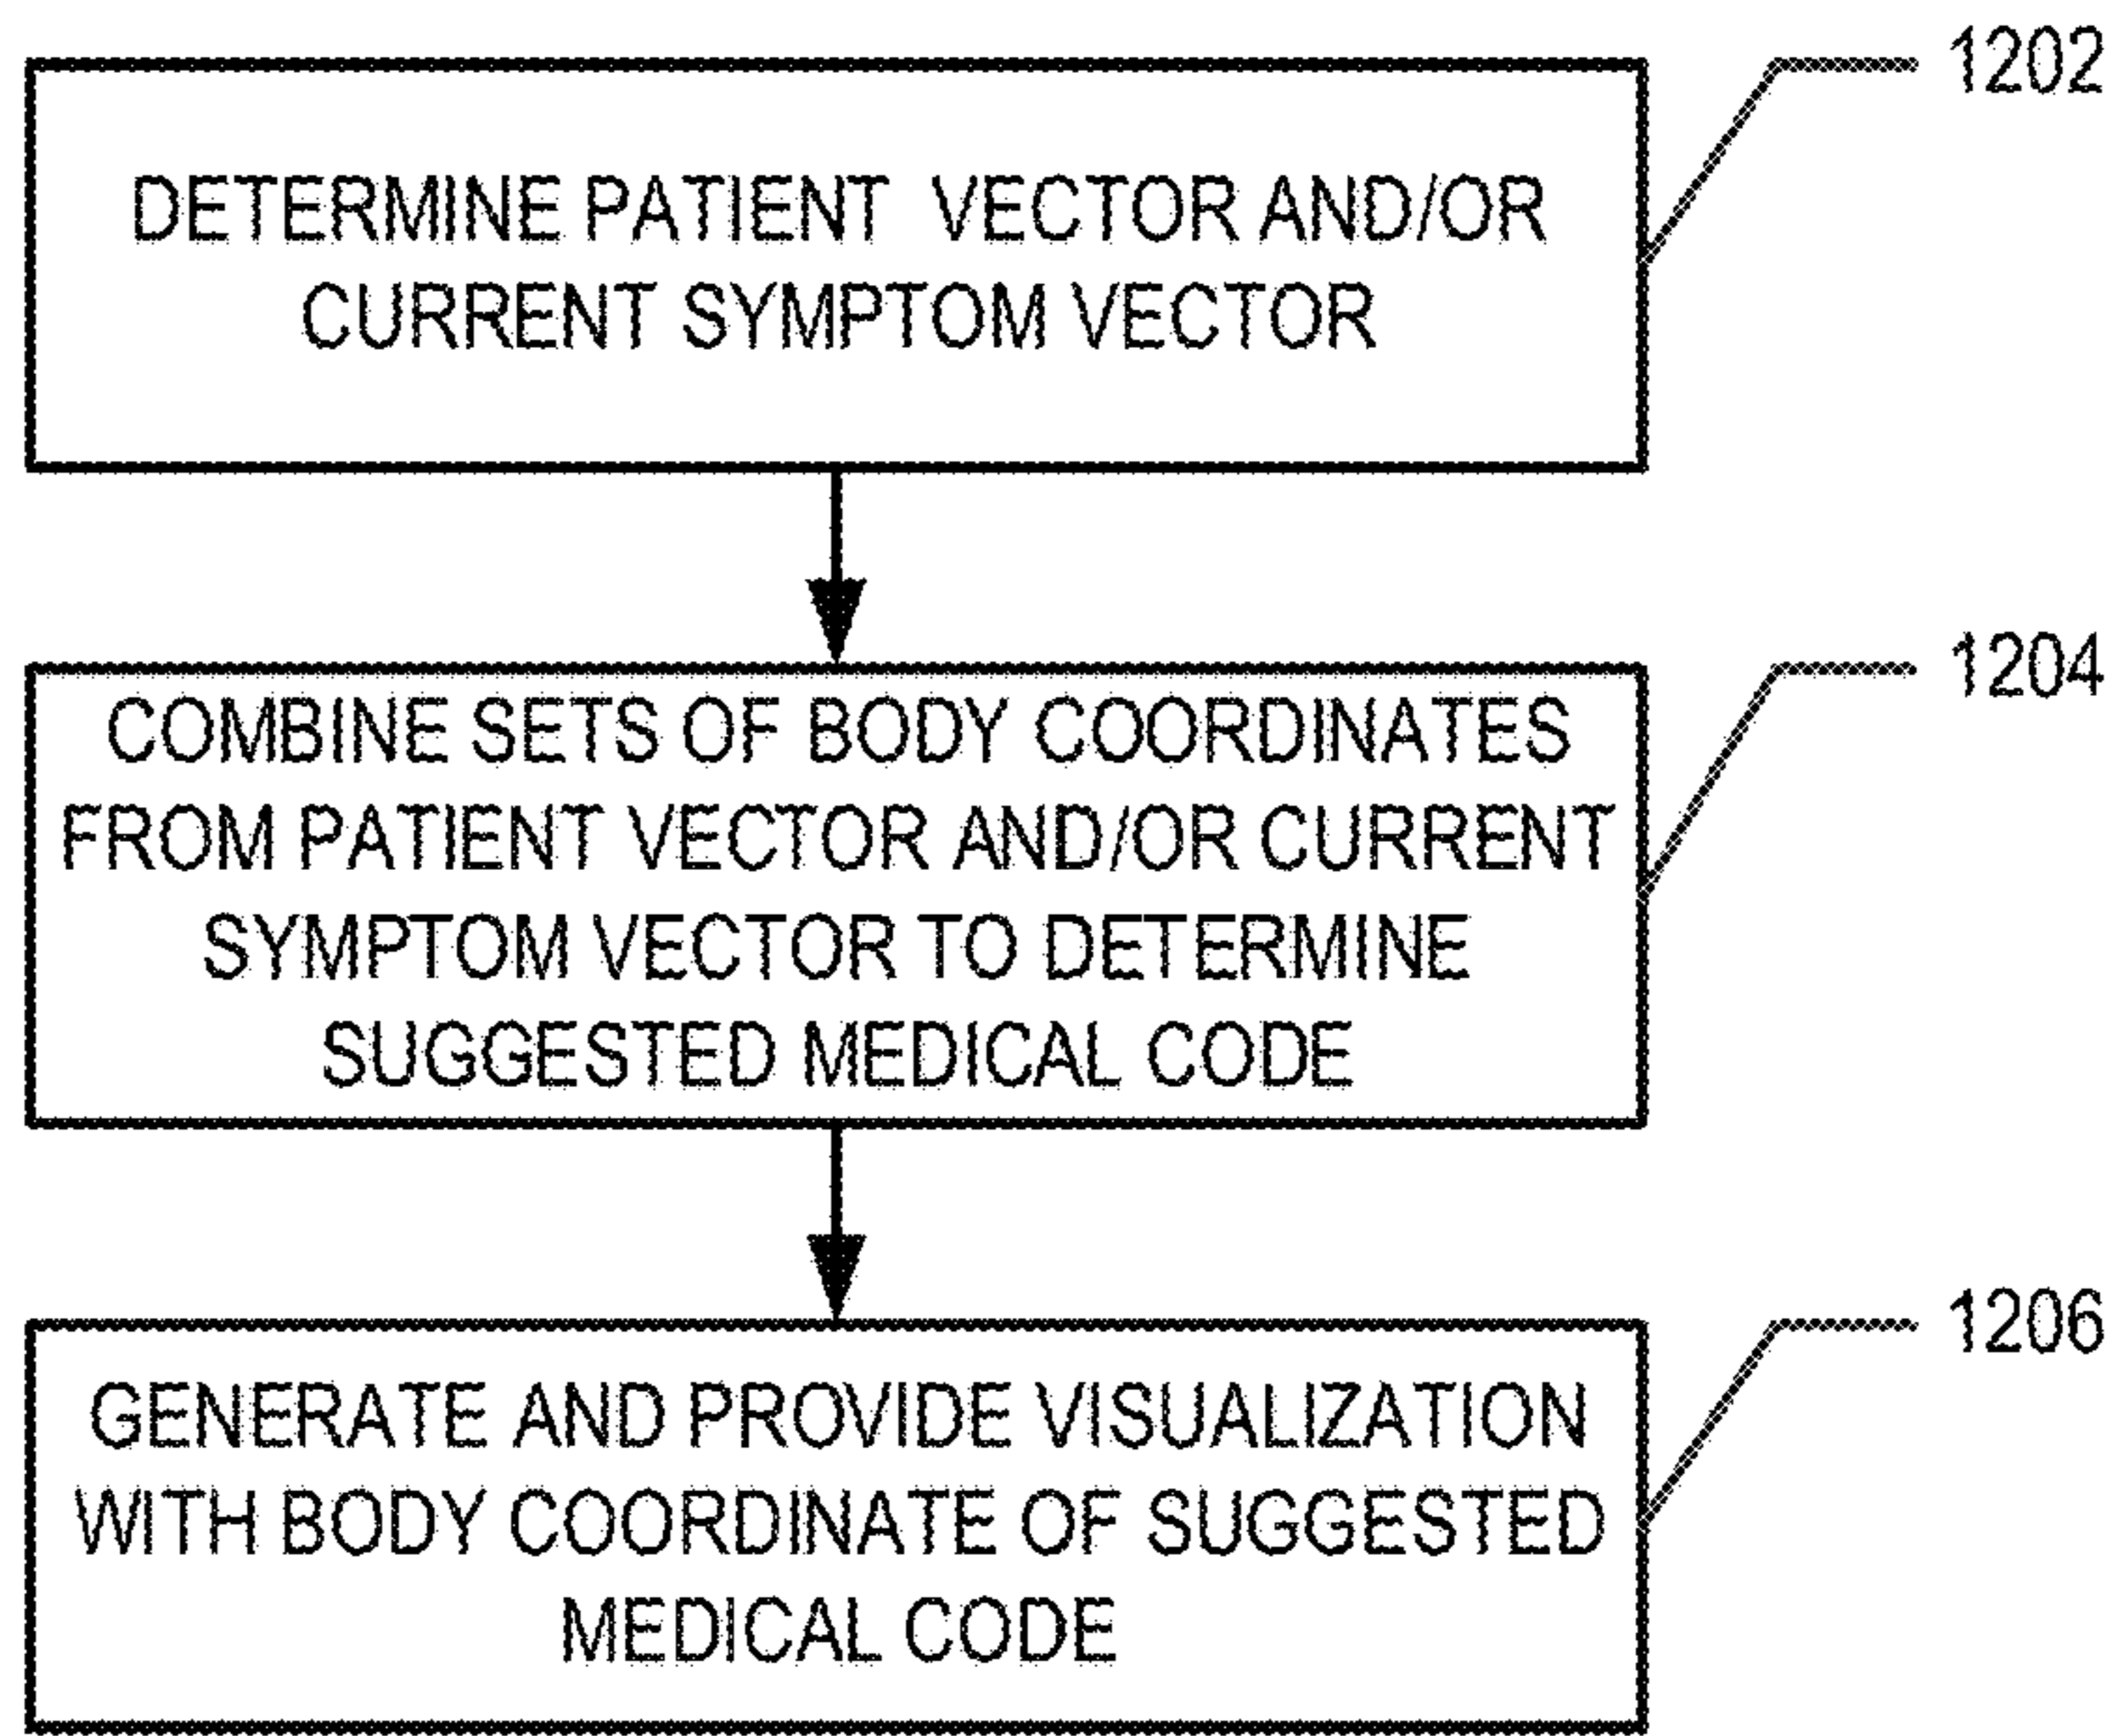 1202
DETERMINE PATIENT VECTOR AND/OR
CURRENT SYMPTOM VECTOR
1204
COMBINE SETS OF BODY COORDINATES
FROM PATIENT VECTOR AND/OR CURRENT
SYMPTOM VECTOR TO DETERMINE
SUGGESTED MEDICAL CODE
1206
GENERATE AND PROVIDE VISUALIZATION
WITH BODY COORDINATE OF SUGGESTED
MEDICAL CODE